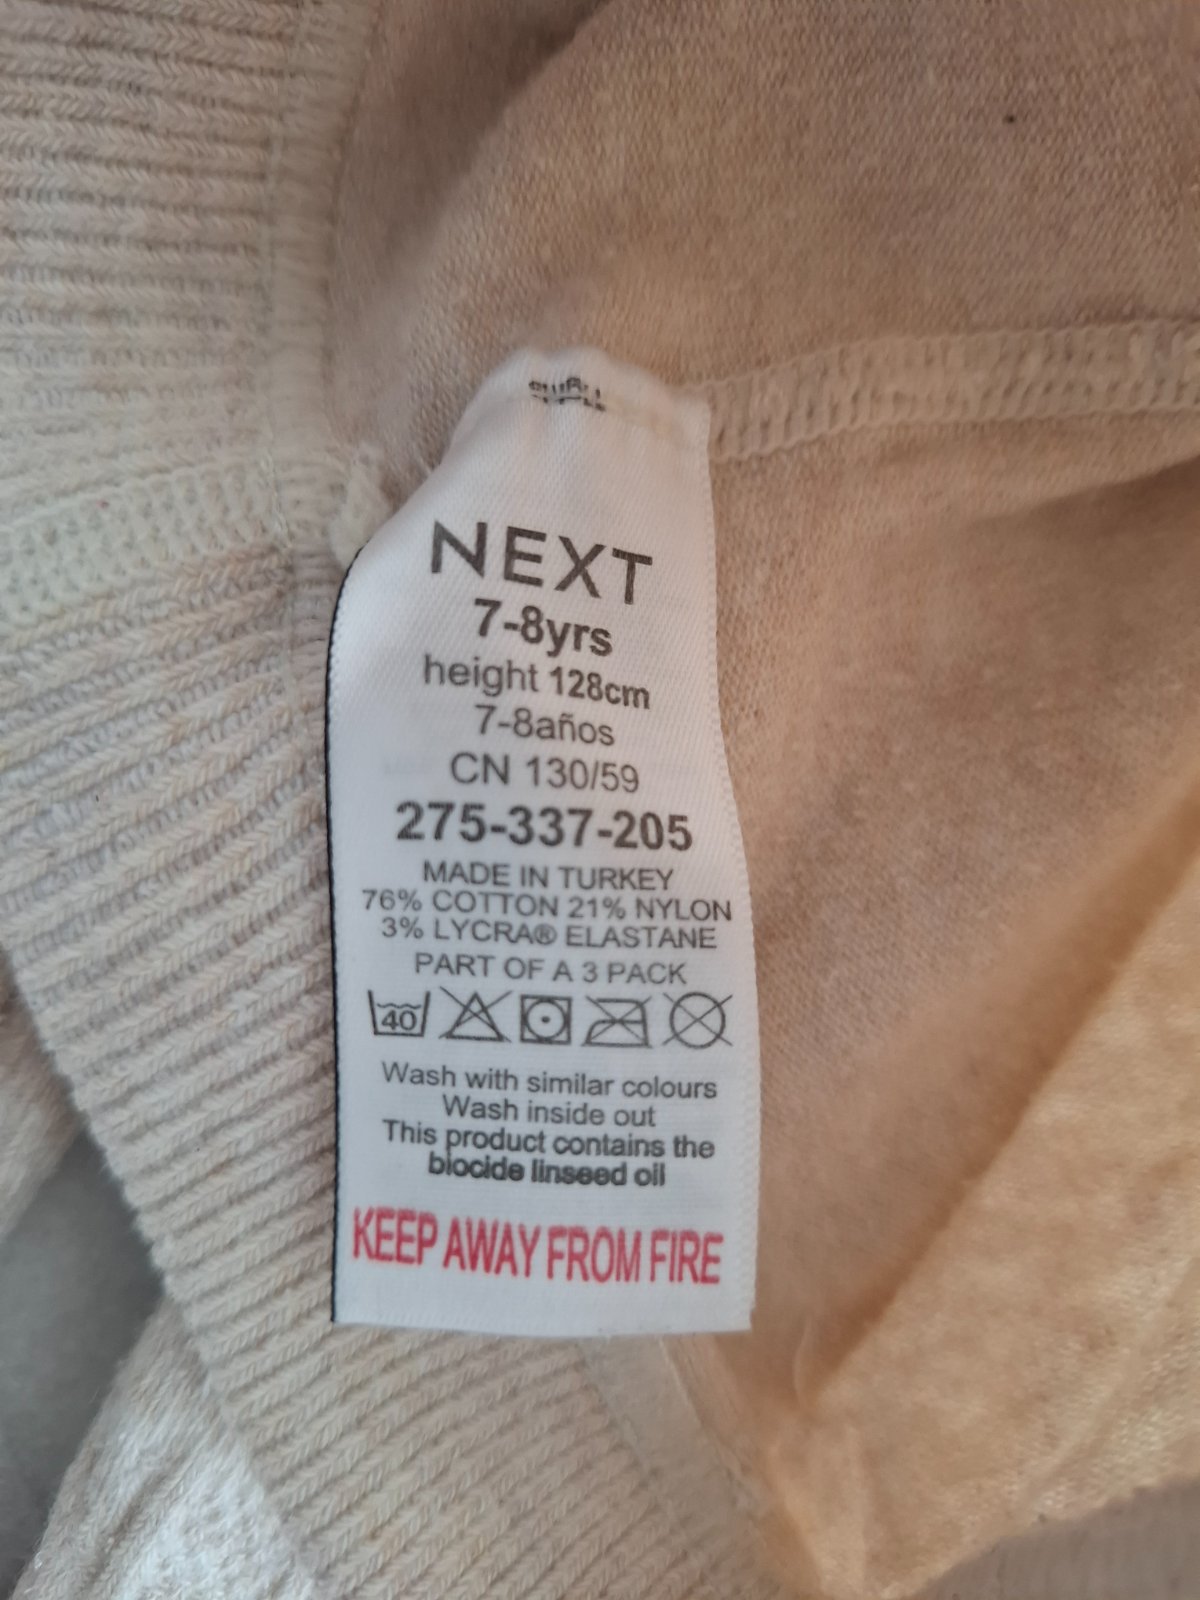 NEXT
7-8yrs
height 128cm
7-8años
CN 130/59
275-337-205
MADE IN TURKEY
76% COTTON 21% NYLON
3% LYCRA® ELASTANE
PART OF A 3 PACK
40
Wash with similar colours
Wash inside out
This product contains the
biocide linseed oil
KEEP AWAY FROM FIRE